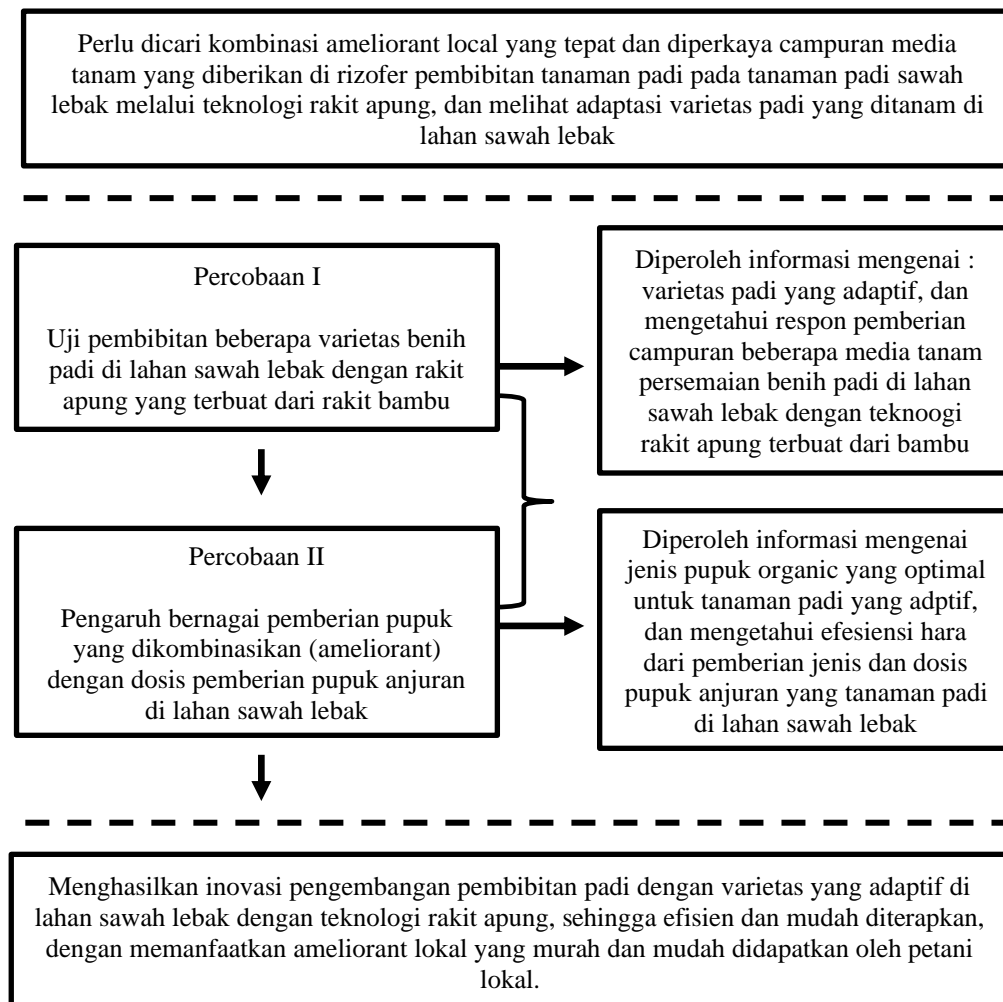 Perlu dicari kombinasi ameliorant local yang tepat dan diperkaya campuran media
tanam yang diberikan di rizofer pembibitan tanaman padi pada tanaman padi sawah
lebak melalui teknologi rakit apung, dan melihat adaptasi varietas padi yang ditanam di
lahan sawah lebak
Percobaan I
Uji pembibitan beberapa varietas benih
padi di lahan sawah lebak dengan rakit
apung yang terbuat dari rakit bambu
Diperoleh informasi mengenai :
varietas padi yang adaptif, dan
mengetahui respon pemberian
campuran beberapa media tanam
persemaian benih padi di lahan
sawah lebak dengan teknoogi
rakit apung terbuat dari bambu
Percobaan II
Pengaruh bernagai pemberian pupuk
yang dikombinasikan (ameliorant)
dengan dosis pemberian pupuk anjuran
di lahan sawah lebak
Diperoleh informasi mengenai
jenis pupuk organic yang optimal
untuk tanaman padi yang adptif,
dan mengetahui efesiensi hara
dari pemberian jenis dan dosis
pupuk anjuran yang tanaman padi
di lahan sawah lebak
Menghasilkan inovasi pengembangan pembibitan padi dengan varietas yang adaptif di
lahan sawah lebak dengan teknologi rakit apung, sehingga efisien dan mudah diterapkan,
dengan memanfaatkan ameliorant lokal yang murah dan mudah didapatkan oleh petani
lokal.